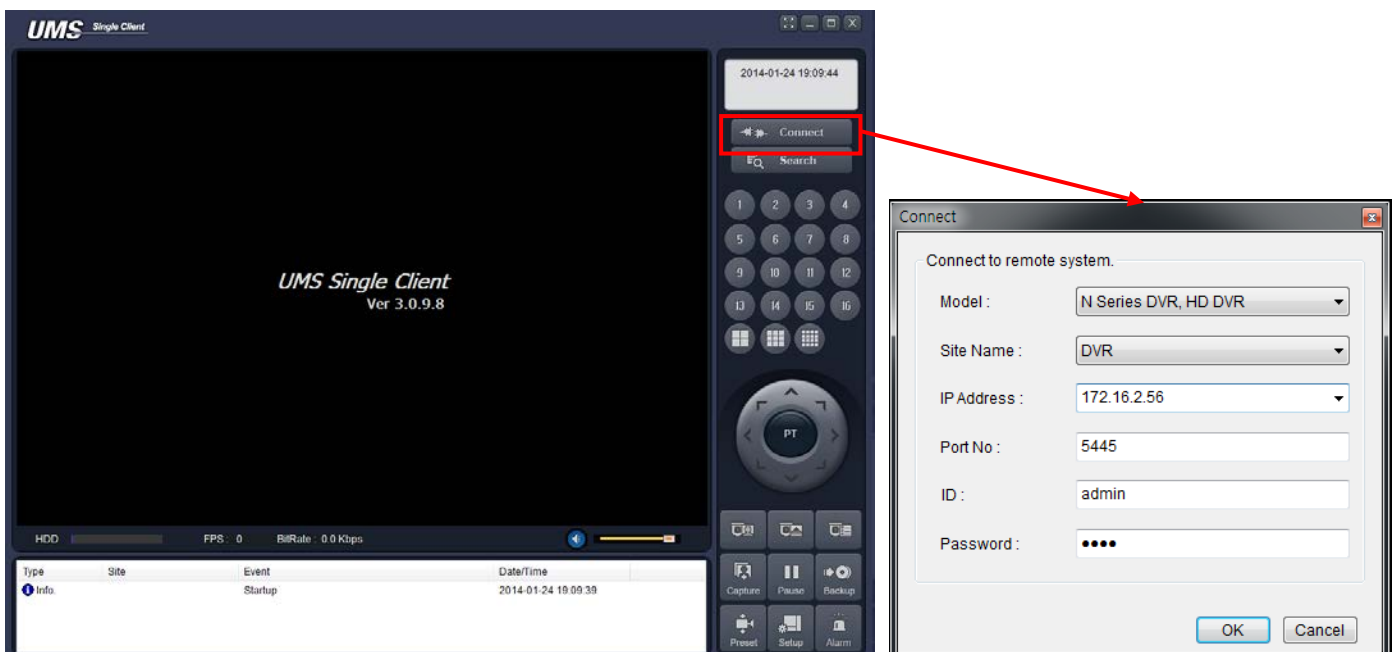 UMS Single Client
2014-01-24 19:09:44
Connect
Search
1 2 3 4
5 6 7 8
9 10 11 12
13 14 15 16
UMS Single Client
Ver 3.0.9.8
PT
HDD FPS : 0 BitRate : 0.0 Kbps
Capture Pause Backup
Preset Setup Alarm
Type Site Event Date/Time
Info. Startup 2014-01-24 19:09:39
Connect
Connect to remote system.
Model : N Series DVR, HD DVR
Site Name : DVR
IP Address : 172.16.2.56
Port No : 5445
ID : admin
Password : ●●●●
OK Cancel